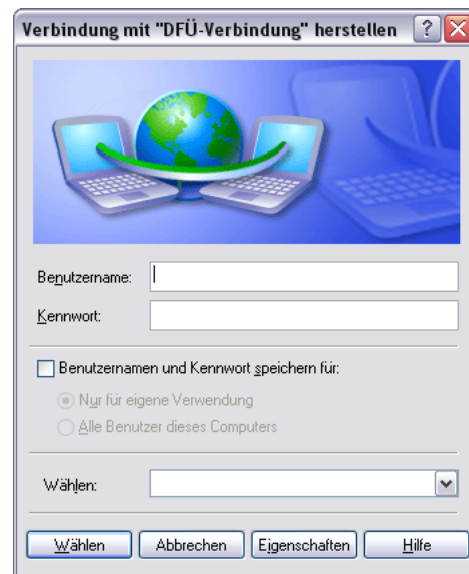 Verbindung mit "DFÜ-Verbindung" herstellen
Benutzername:
Kennwort:
Benutzernamen und Kennwort speichern für:
Nur für eigene Verwendung
Alle Benutzer dieses Computers
Wählen:
Wählen Abbrechen Eigenschaften Hilfe